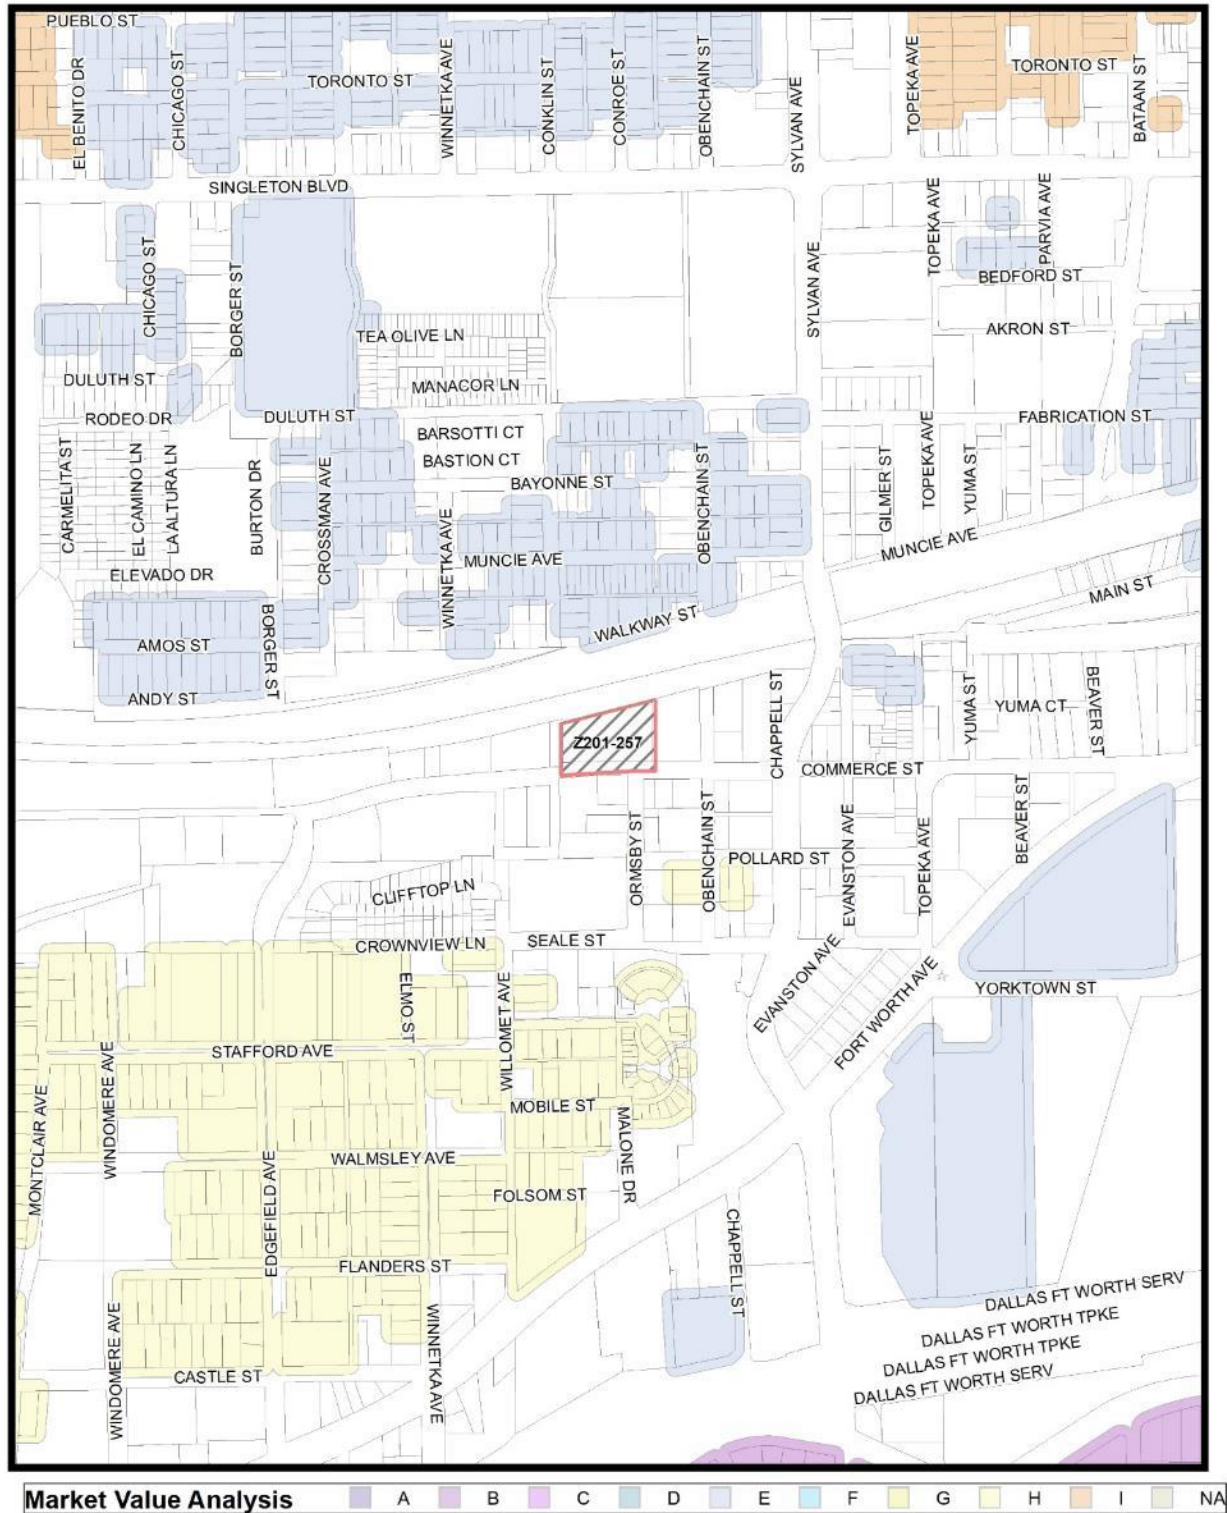 PUEBLO ST
EL BENITO DR
CHICAGO ST
TORONTO ST
WINNETKA AVE
CONKLIN ST
CONROE ST
OBENCHAIN ST
SYLVAN AVE
TOPEKA AVE
TORONTO ST
BATAAN ST
SINGLETON BLVD
CHICAGO ST
BORGER ST
SYLVAN AVE
TOPEKA AVE
PARVIA AVE
BEDFORD ST
TEA OLIVE LN
AKRON ST
DULUTH ST
MANACOR LN
RODEO DR
DULUTH ST
BARSOTTI CT
FABRICATION ST
CARMELITA ST
EL CAMINO LN
LA ALTURA LN
BURTON DR
CROSSMAN AVE
BASTION CT
BAYONNE ST
OBENCHAIN ST
GILMER ST
TOPEKA AVE
YUMA ST
WINNETKA AVE
MUNCIE AVE
MUNCIE AVE
ELEVADO DR
MAIN ST
AMOS ST
BORGER ST
WALKWAY ST
ANDY ST
CHAPPELL ST
YUMA ST
YUMA CT
BEAVER ST
Z201-257
COMMERCE ST
ORMSBY ST
OBENCHAIN ST
EVANSTON AVE
TOPEKA AVE
BEAVER ST
POLLARD ST
CLIFFTOP LN
CROWNVIEW LN
SEALE ST
ELMO ST
WILLOMET AVE
EVANSTON AVE
FORT WORTH AVE
YORKTOWN ST
STAFFORD AVE
MONTCLAIR AVE
WINDOMERE AVE
MOBILE ST
MALONE DR
WALMSLEY AVE
EDGEFIELD AVE
FOLSOM ST
CHAPPELL ST
FLANDERS ST
DALLAS FT WORTH SERV
DALLAS FT WORTH TPKE
DALLAS FT WORTH TPKE
DALLAS FT WORTH SERV
WINDOMERE AVE
CASTLE ST
WINNETKA AVE
Market Value Analysis A B C D E F G H I NA